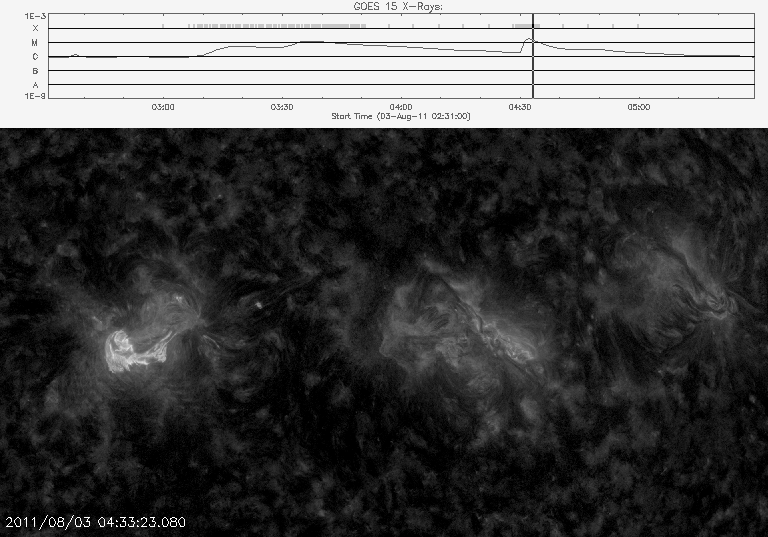 GOES 15 X-Rays:
1E-3
X
M
C
B
A
1E-9
03:00 03:30 04:00 04:30 05:00
Start Time (03-Aug-11 02:31:00)
2011/08/03 04:33:23.080